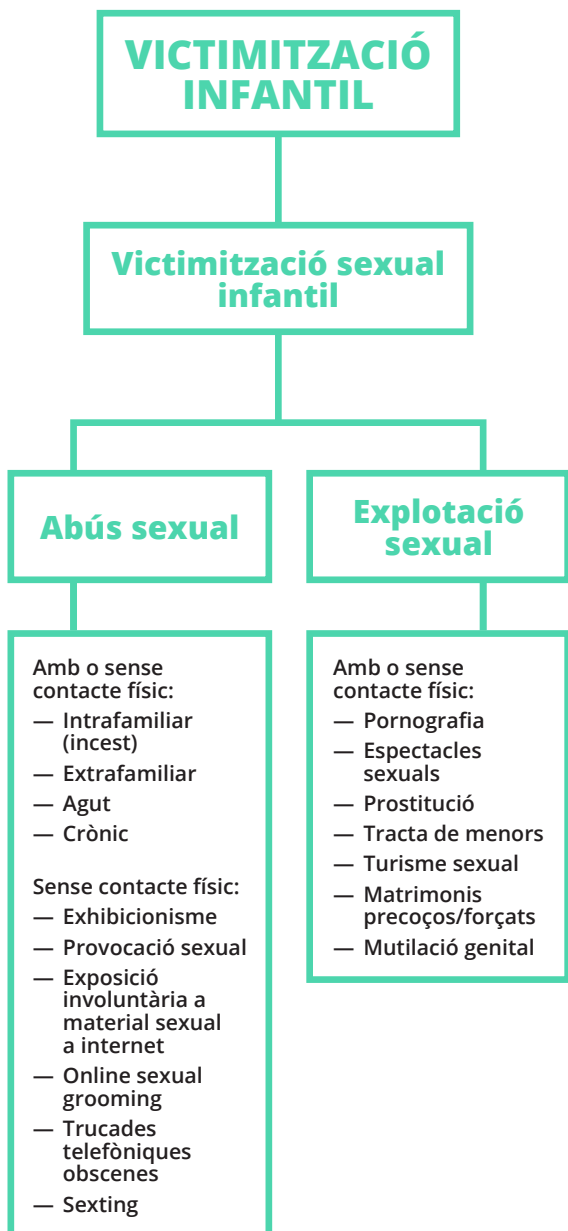 VICTIMITZACIÓ
INFANTIL
Victimització sexual
infantil
Abús sexual
Explotació
sexual
Amb o sense
contacte físic:
— Intrafamiliar
(incest)
— Extrafamiliar
— Agut
— Crònic
Sense contacte físic:
— Exhibicionisme
— Provocació sexual
— Exposició
involuntària a
material sexual
a internet
— Online sexual
grooming
— Trucades
telefòniques
obscenes
— Sexting
Amb o sense
contacte físic:
— Pornografia
— Espectacles
sexuals
— Prostitució
— Tracta de menors
— Turisme sexual
— Matrimonis
precoços/forçats
— Mutilació genital